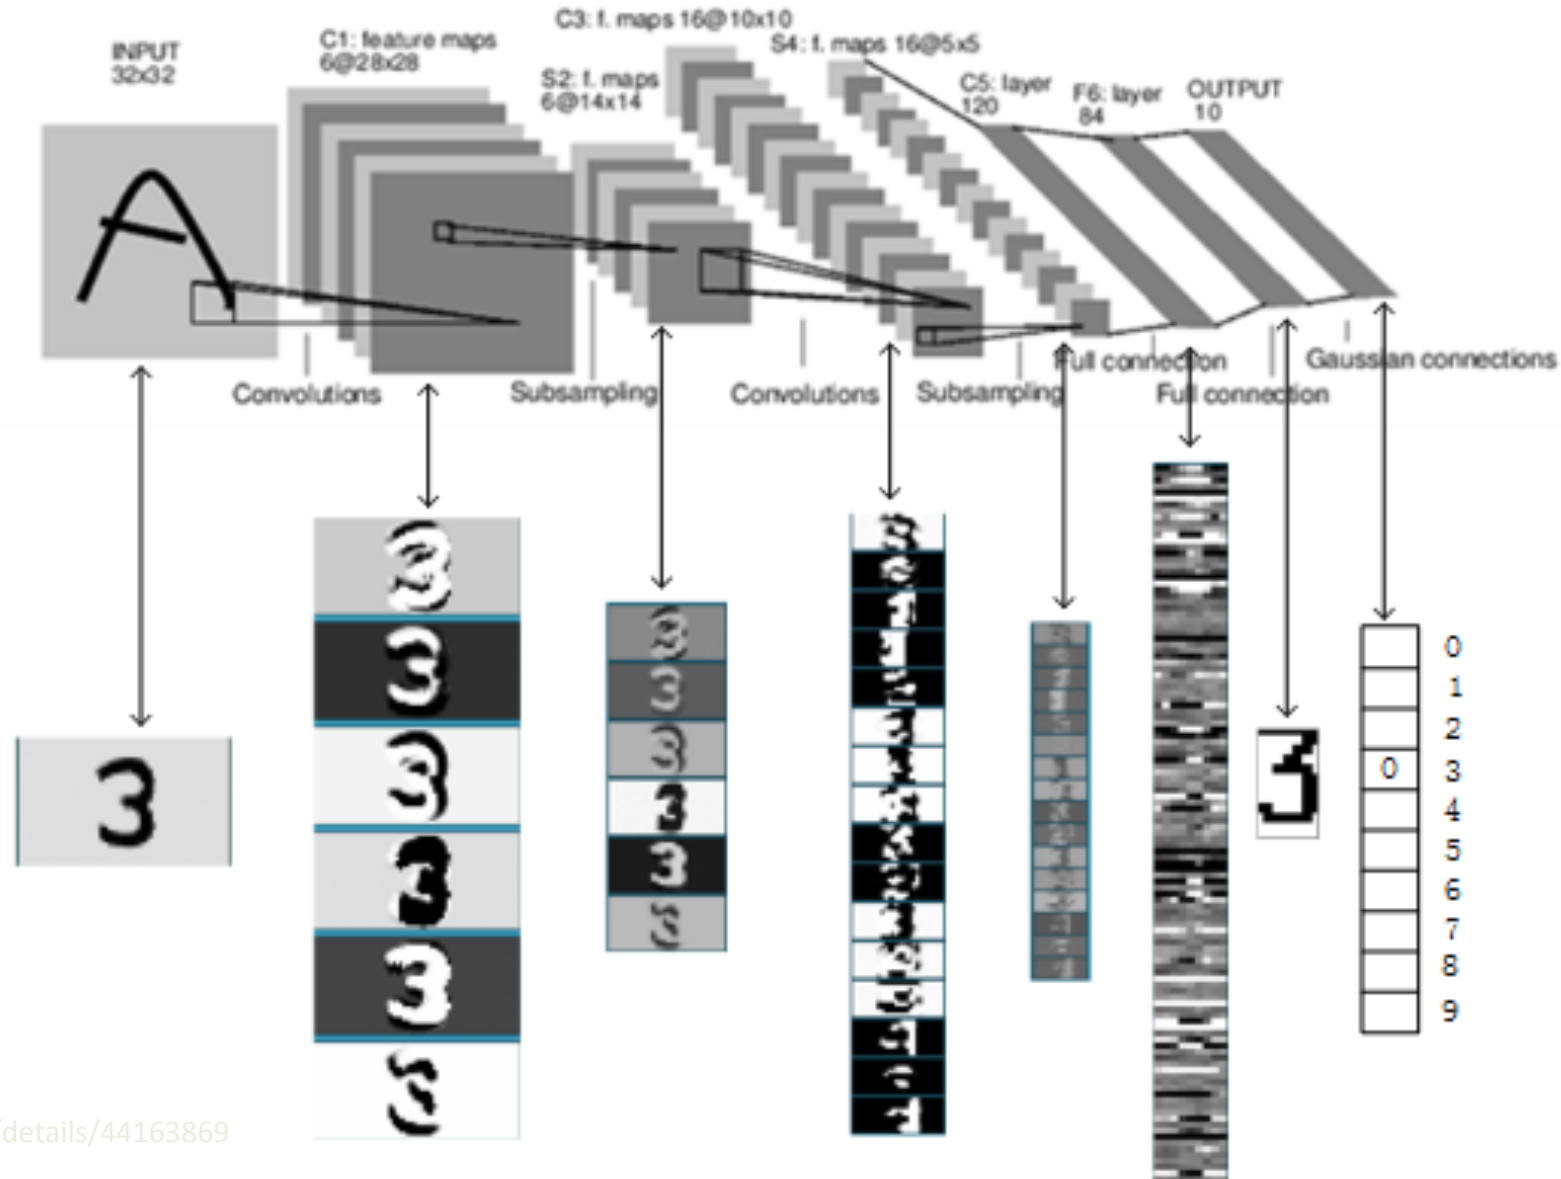 INPUT
32x32
C1: feature maps
6@28x28
S2: f. maps
6@14x14
C3: f. maps 16@10x10
S4: f. maps 16@5x5
C5: layer
120
F6: layer
84
OUTPUT
10
A
Convolutions
Subsampling
Convolutions
Subsampling
Full connection
Full connection
Gaussian connections
3
3
0
0
1
2
3
4
5
6
7
8
9
/details/44163869